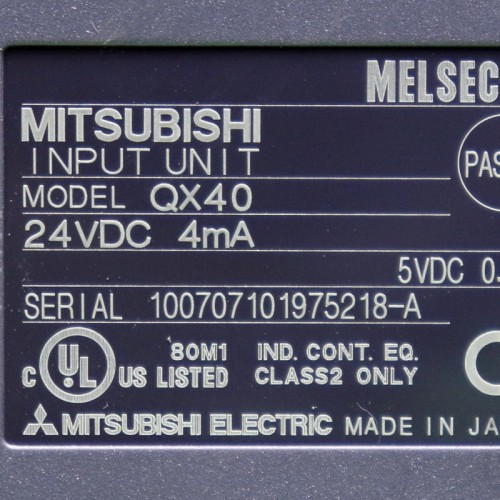 MELSEC
MITSUBISHI
INPUT UNIT
MODEL QX40
24VDC 4mA
5VDC
SERIAL 100707101975218-A
C UL US LISTED 80M1 IND. CONT. EQ.
CLASS2 ONLY
MITSUBISHI ELECTRIC MADE IN JA